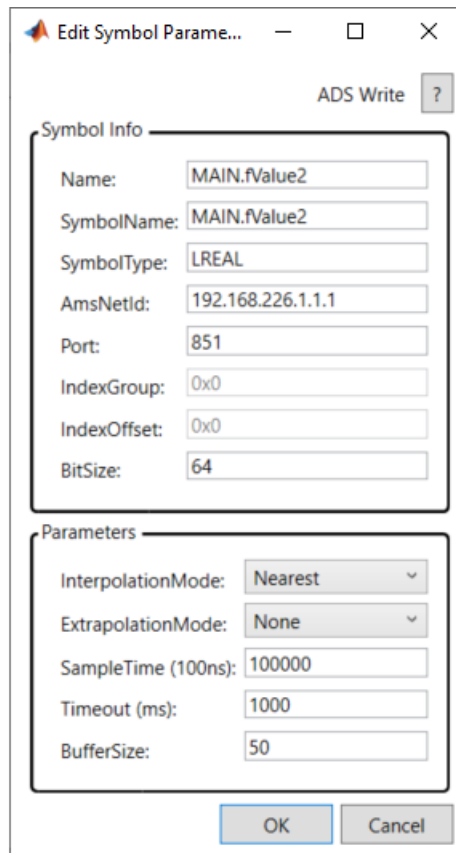 Edit Symbol Parame...
ADS Write ?
Symbol Info
Name: MAIN.fValue2
SymbolName: MAIN.fValue2
SymbolType: LREAL
AmsNetId: 192.168.226.1.1.1
Port: 851
IndexGroup: 0x0
IndexOffset: 0x0
BitSize: 64
Parameters
InterpolationMode: Nearest
ExtrapolationMode: None
SampleTime (100ns): 100000
Timeout (ms): 1000
BufferSize: 50
OK Cancel